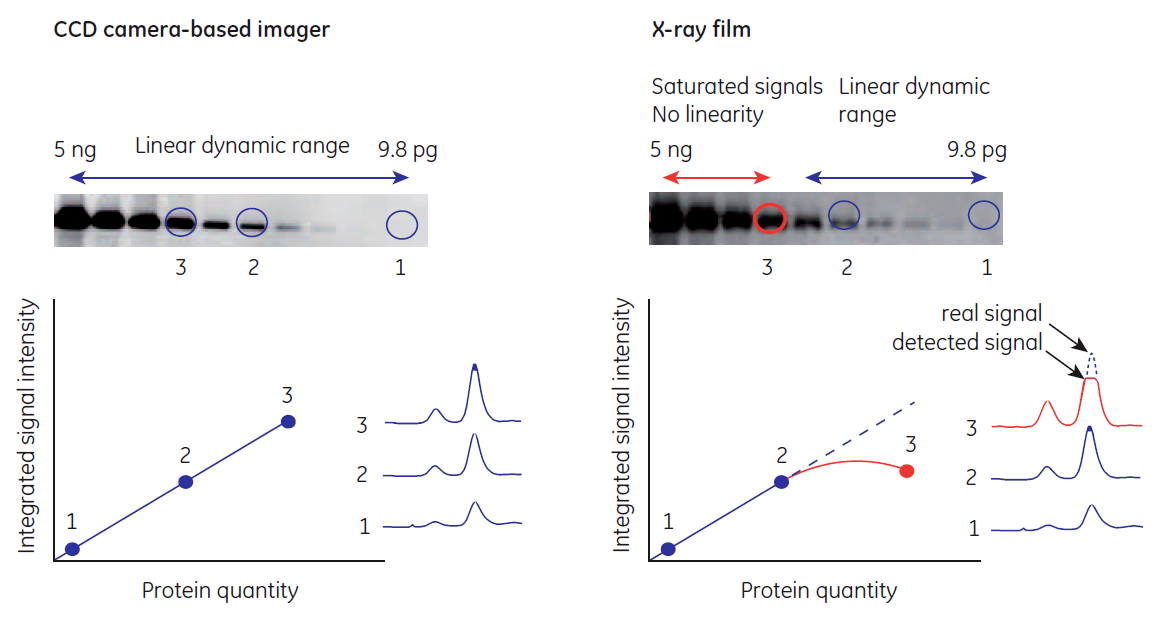 CCD camera-based imager
5 ng
Linear dynamic range
9.8 pg
3
2
1
Integrated signal intensity
1
2
3
3
2
1
Protein quantity
X-ray film
Saturated signals
No linearity
Linear dynamic
range
5 ng
9.8 pg
3
2
1
Integrated signal intensity
1
2
3
real signal
detected signal
3
2
1
Protein quantity